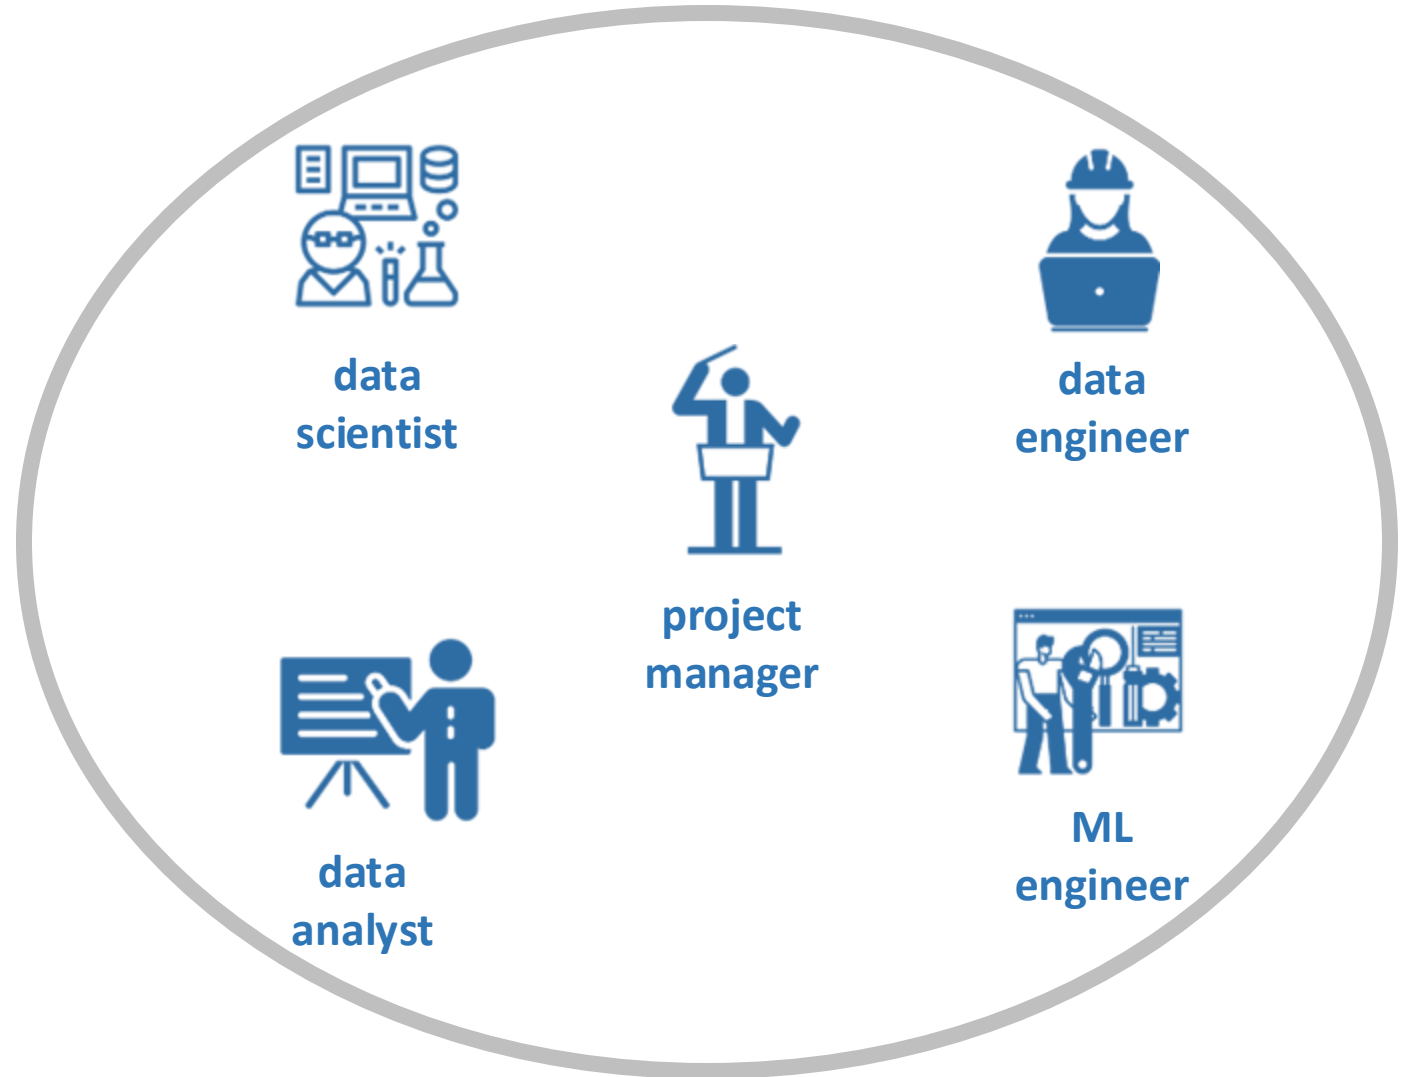 data
scientist
data
engineer
project
manager
data
analyst
ML
engineer